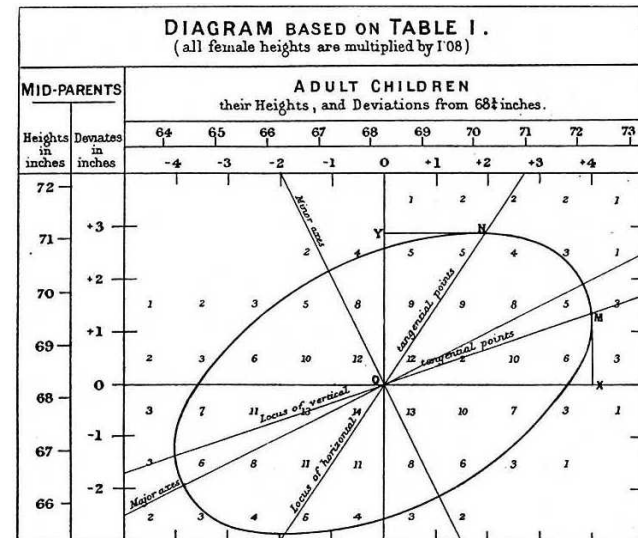 DIAGRAM BASED ON TABLE I.
(all female heights are multiplied by 1'08)
MID-PARENTS
ADULT CHILDREN
their Heights, and Deviations from 68¼ inches.
Heights in inches
Deviates in inches
64 65 66 67 68 69 70 71 72 73
-4 -3 -2 -1 0 +1 +2 +3 +4
72
1 2 2 2 1
Minor axes
+3
Y N
71
2 4 5 5 4 3 1
+2
tangential points
70
1 2 3 5 8 9 9 8 5 3
M
+1
tangential points
69
2 3 6 10 12 12 2 10 6 3
0
O X
68
3 7 11 13 14 13 10 7 3 1
Locus of vertical
-1
67
3 6 8 11 11 8 6 3 1
Locus of horizontal
Major axes
-2
66
2 3 4 5 4 3 2